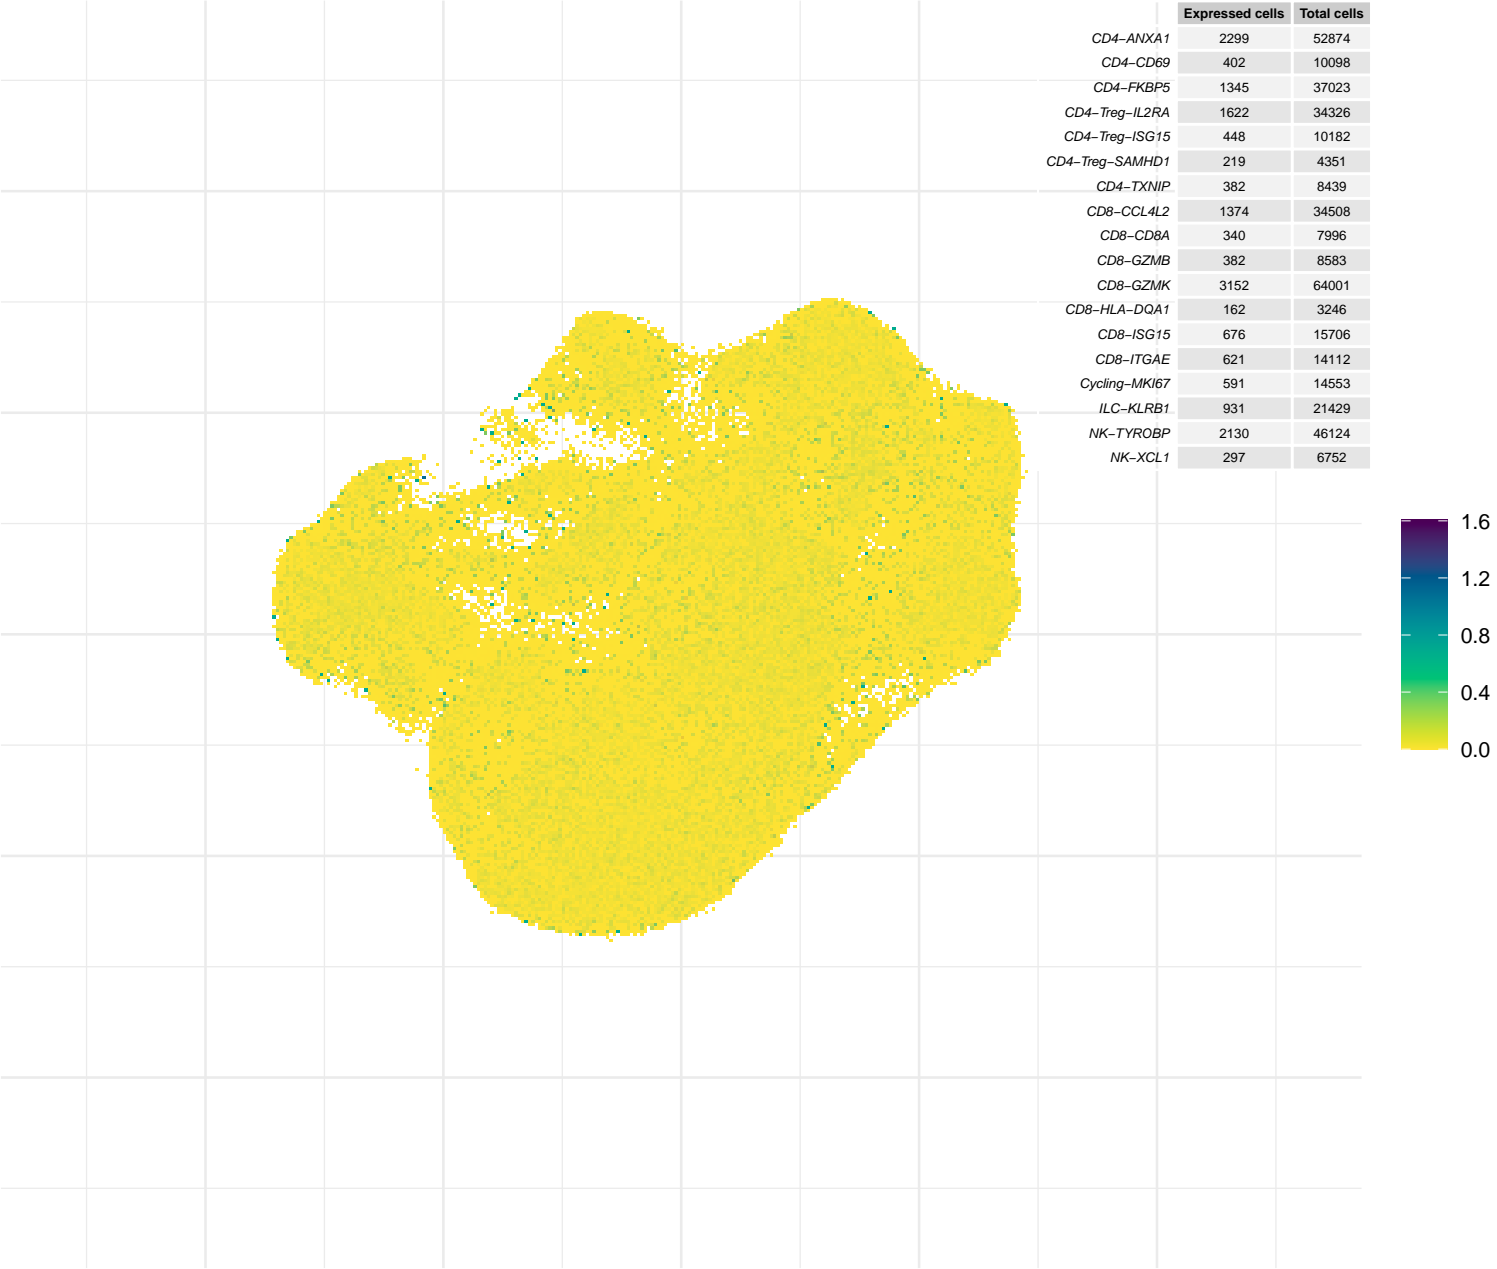 Expressed cells Total cells
CD4−ANXA1 2299 52874
CD4−CD69 402 10098
CD4−FKBP5 1345 37023
CD4−Treg−IL2RA 1622 34326
CD4−Treg−ISG15 448 10182
CD4−Treg−SAMHD1 219 4351
CD4−TXNIP 382 8439
CD8−CCL4L2 1374 34508
CD8−CD8A 340 7996
CD8−GZMB 382 8583
CD8−GZMK 3152 64001
CD8−HLA−DQA1 162 3246
CD8−ISG15 676 15706
CD8−ITGAE 621 14112
Cycling−MKI67 591 14553
ILC−KLRB1 931 21429
NK−TYROBP 2130 46124
NK−XCL1 297 6752
1.6
1.2
0.8
0.4
0.0